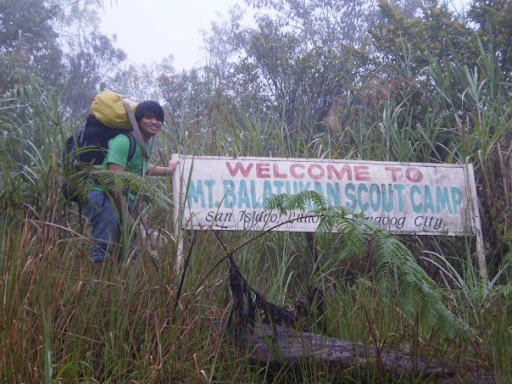 WELCOME TO
MT. BALATUKAN SCOUT CAMP
San Isidro, City